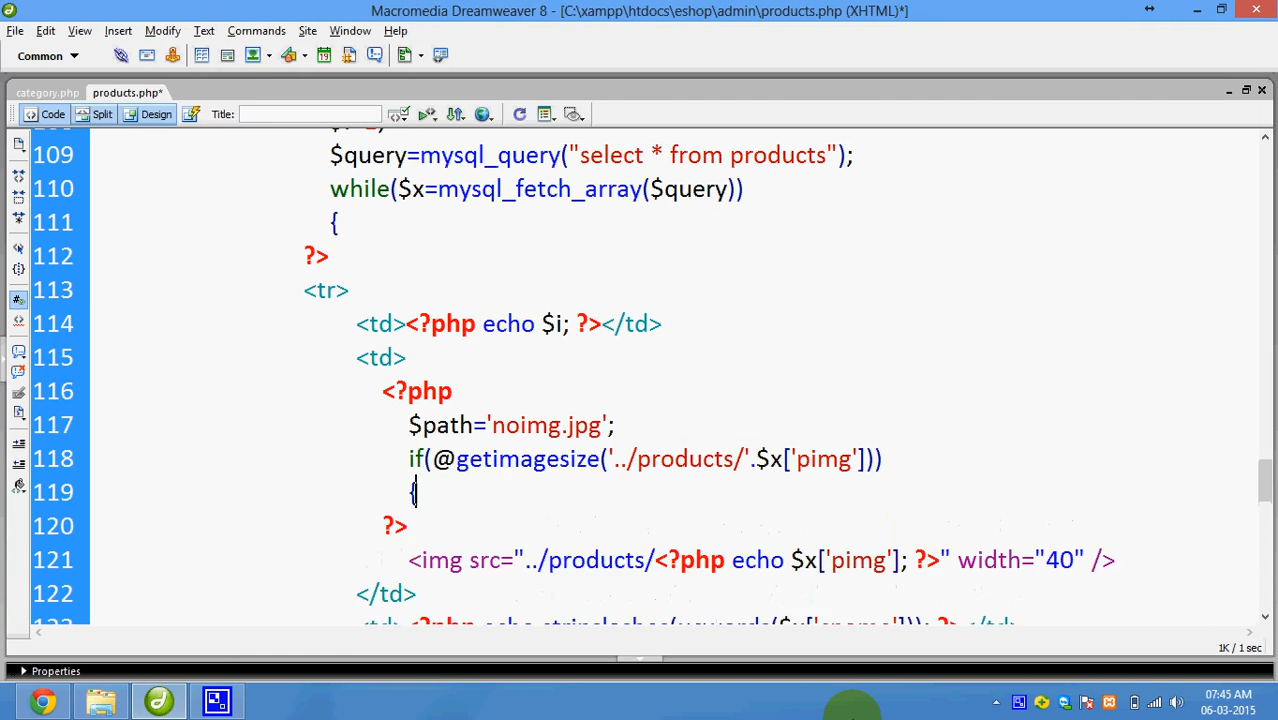 Macromedia Dreamweaver 8 - [C:\xampp\htdocs\eshop\admin\products.php (XHTML)*]
File Edit View Insert Modify Text Commands Site Window Help
Common
category.php products.php*
Code Split Design Title:
109 $query=mysql_query("select * from products");
110 while($x=mysql_fetch_array($query))
111 {
112 ?>
113 <tr>
114 <td><?php echo $i; ?></td>
115 <td>
116 <?php
117 $path='noimg.jpg';
118 if(@getimagesize('../products/'.$x['pimg']))
119 {
120 ?>
121 <img src="../products/<?php echo $x['pimg']; ?>" width="40" />
122 </td>
1K / 1 sec
Properties
07:45 AM
06-03-2015